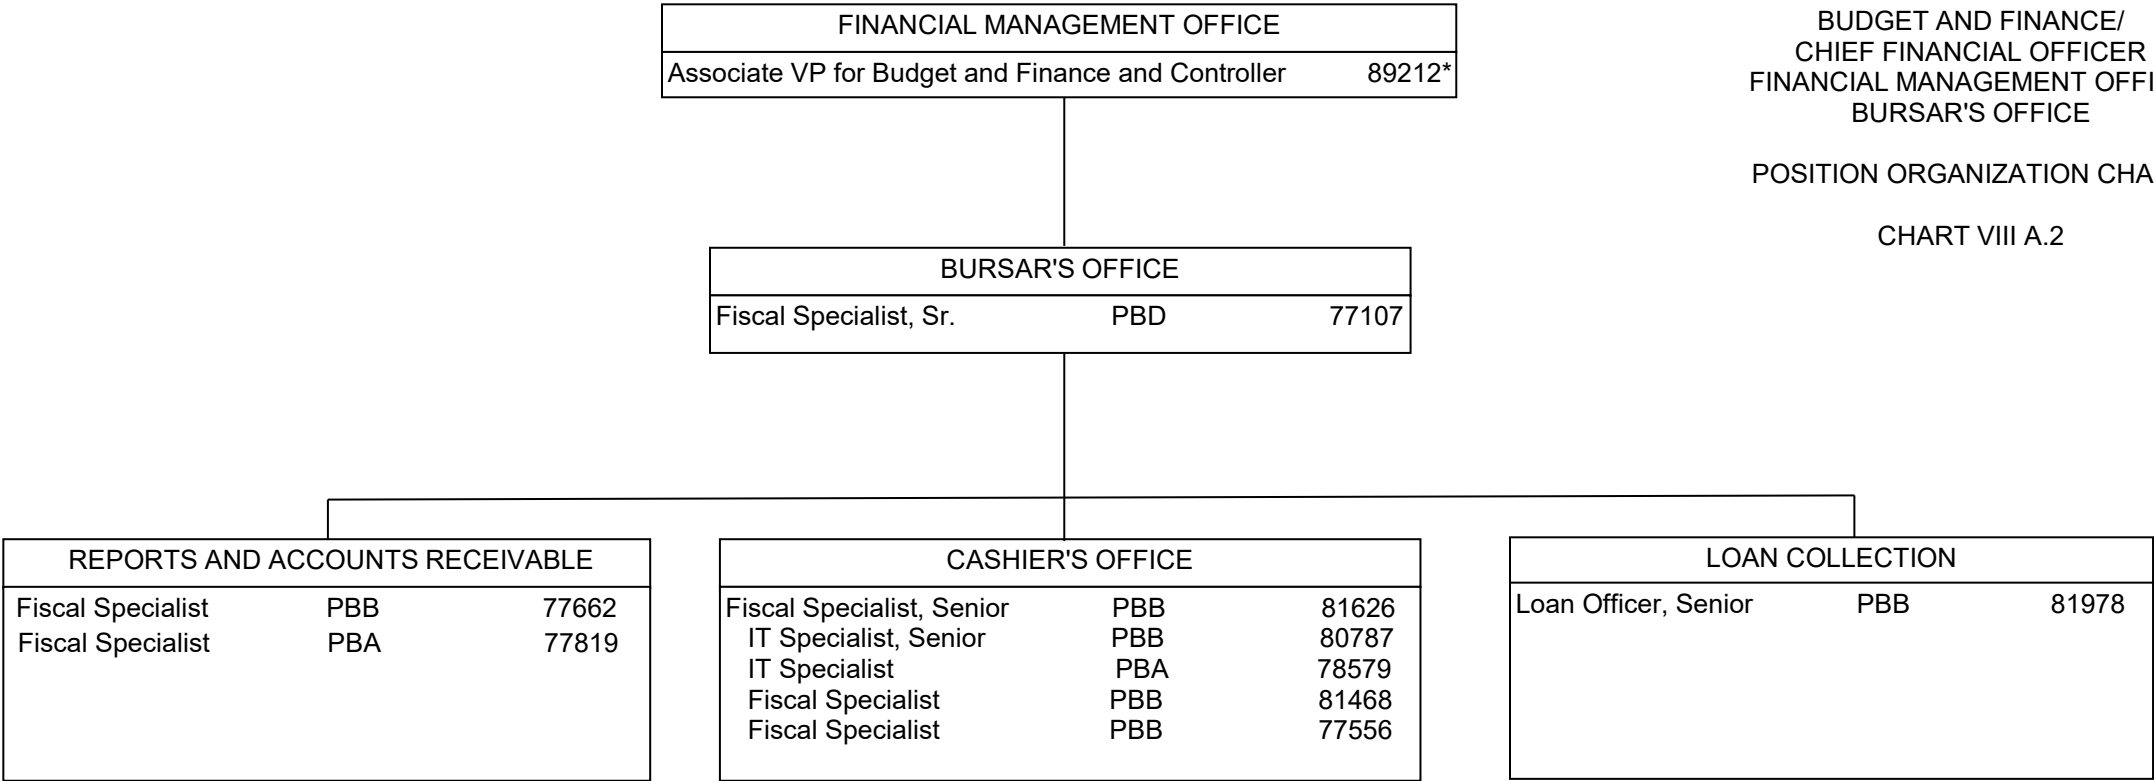 FINANCIAL MANAGEMENT OFFICE
Associate VP for Budget and Finance and Controller 89212*
BUDGET AND FINANCE/
CHIEF FINANCIAL OFFICER
FINANCIAL MANAGEMENT OFFI
BURSAR'S OFFICE
POSITION ORGANIZATION CHA
CHART VIII A.2
BURSAR'S OFFICE
Fiscal Specialist, Sr. PBD 77107
REPORTS AND ACCOUNTS RECEIVABLE
Fiscal Specialist PBB 77662
Fiscal Specialist PBA 77819
CASHIER'S OFFICE
Fiscal Specialist, Senior PBB 81626
IT Specialist, Senior PBB 80787
IT Specialist PBA 78579
Fiscal Specialist PBB 81468
Fiscal Specialist PBB 77556
LOAN COLLECTION
Loan Officer, Senior PBB 81978